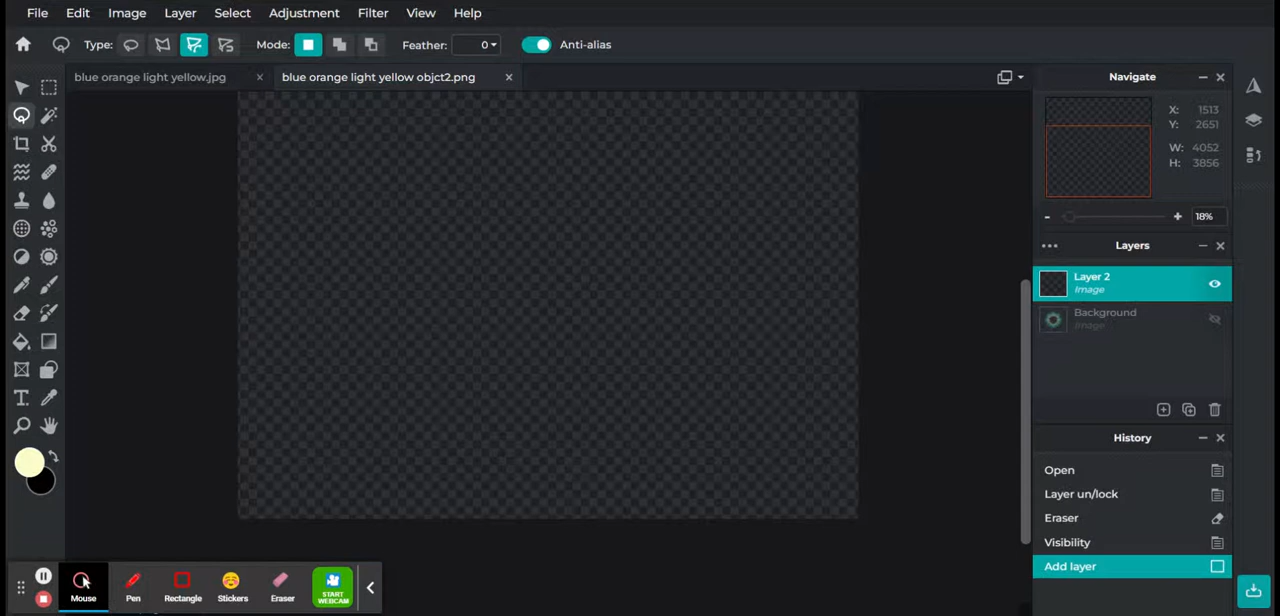 File Edit Image Layer Select Adjustment Filter View Help
Type: Mode: Feather: 0 Anti-alias
blue orange light yellow.jpg × blue orange light yellow objct2.png ×
Navigate
X: 1513
Y: 2651
W: 4052
H: 3856
- + 18%
Layers
Layer 2
Image
Background
Image
History
Open
Layer un/lock
Eraser
Visibility
Add layer
Mouse Pen Rectangle Stickers Eraser START WEBCAM